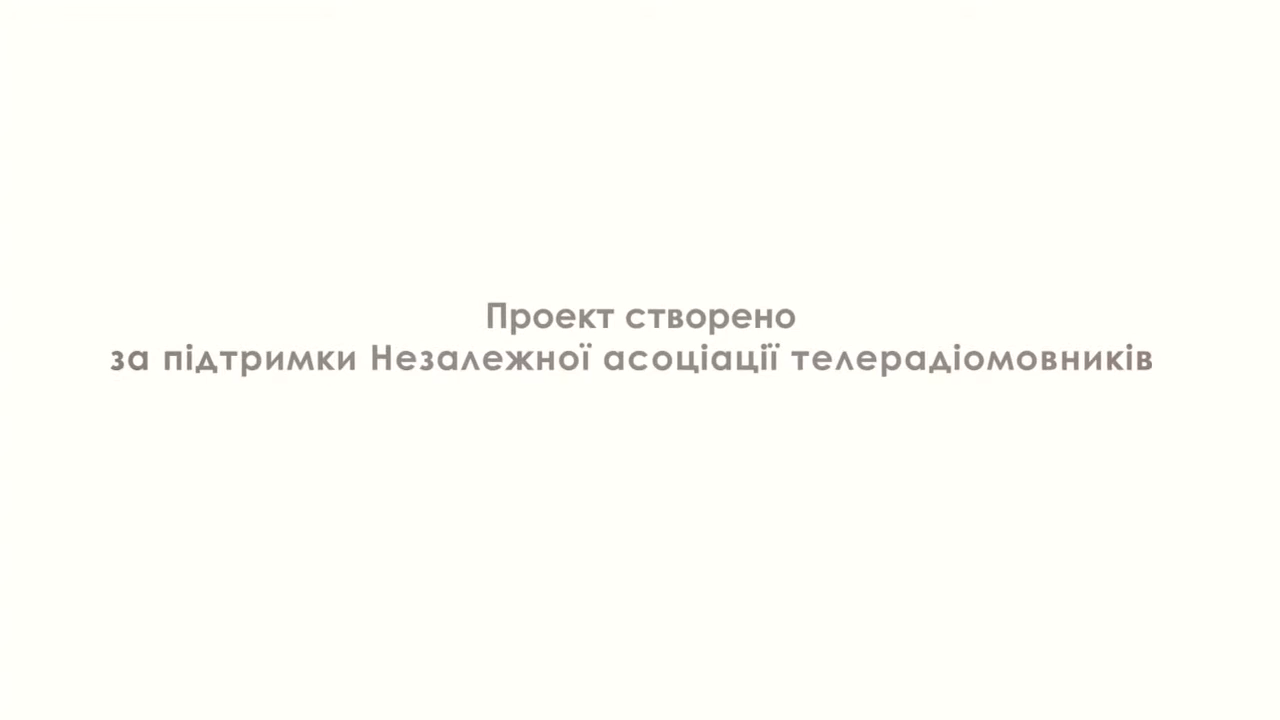 Проект створено
за підтримки Незалежної асоціації телерадіомовників